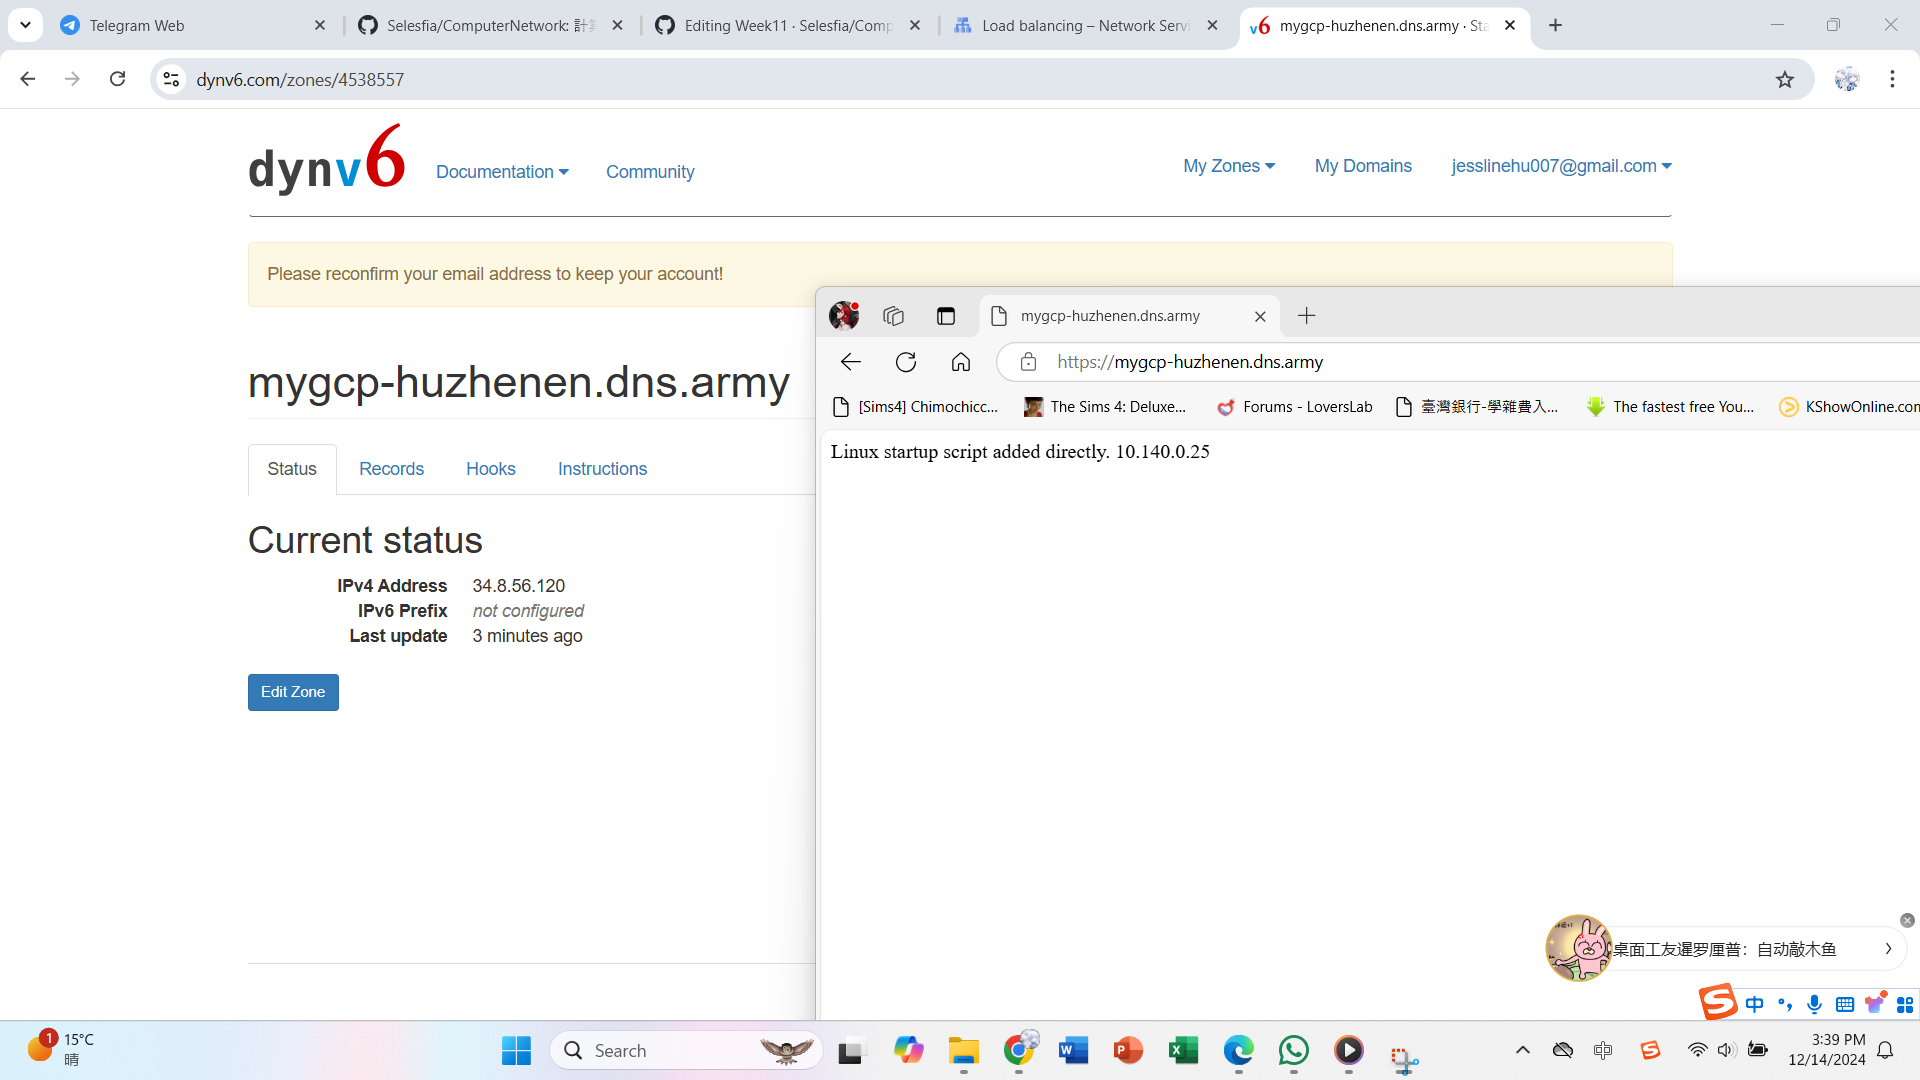 Telegram Web
Selesfia/ComputerNetwork: 計算
Editing Week11 · Selesfia/Comp
Load balancing – Network Servi
v6 mygcp-huzhenen.dns.army · Sta
dynv6.com/zones/4538557
dynv6
Documentation
Community
My Zones
My Domains
jesslinehu007@gmail.com
Please reconfirm your email address to keep your account!
mygcp-huzhenen.dns.army
Status
Records
Hooks
Instructions
Current status
IPv4 Address 34.8.56.120
IPv6 Prefix not configured
Last update 3 minutes ago
Edit Zone
mygcp-huzhenen.dns.army
https://mygcp-huzhenen.dns.army
[Sims4] Chimochicc...
The Sims 4: Deluxe...
Forums - LoversLab
臺灣銀行-學雜費入...
The fastest free You...
KShowOnline.com
Linux startup script added directly. 10.140.0.25
桌面工友暹罗厘普：自动敲木鱼
中
1
15°C
晴
Search
中
3:39 PM
12/14/2024